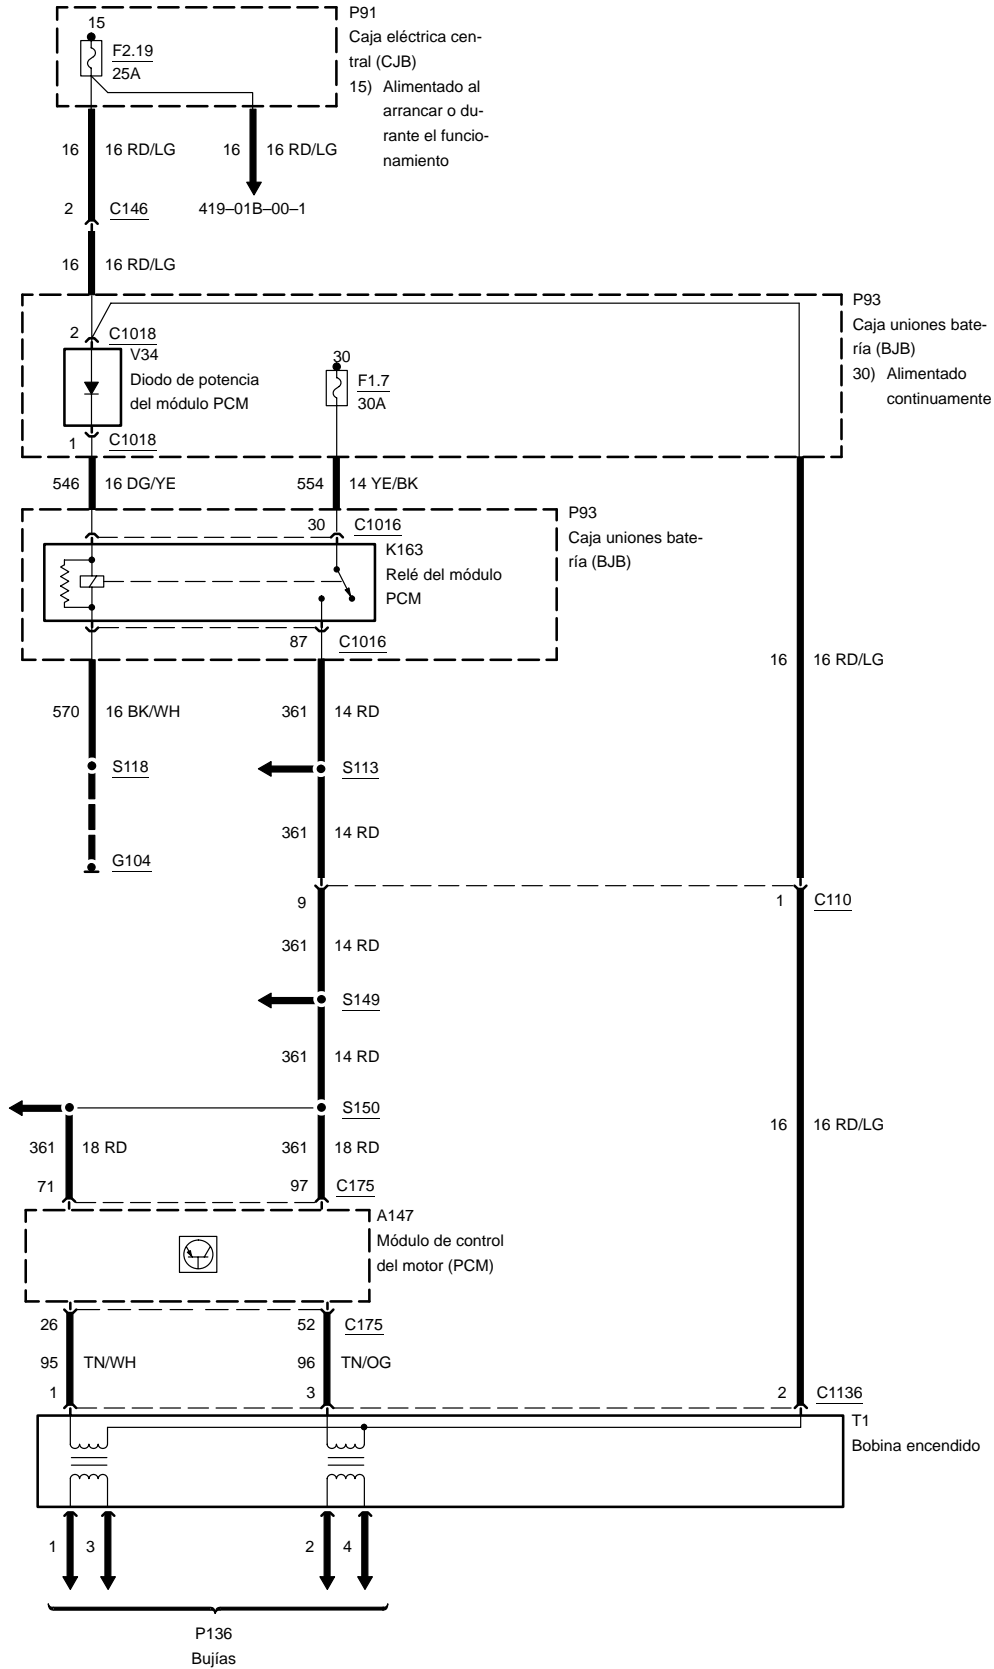 15
F2.19
25A
P91
Caja eléctrica cen-
tral (CJB)
15) Alimentado al
arrancar o du-
rante el funcio-
namiento
16 16 RD/LG 16 16 RD/LG
2 C146 419–01B–00–1
16 16 RD/LG
P93
Caja uniones bate-
ría (BJB)
30) Alimentado
continuamente
2 C1018
V34
Diodo de potencia
del módulo PCM
30
F1.7
30A
1 C1018
546 16 DG/YE 554 14 YE/BK
P93
Caja uniones bate-
ría (BJB)
30 C1016
K163
Relé del módulo
PCM
87 C1016
16 16 RD/LG
570 16 BK/WH 361 14 RD
S118 S113
361 14 RD
G104
9 1 C110
361 14 RD
S149
361 14 RD
S150
16 16 RD/LG
361 18 RD 361 18 RD
71 97 C175
A147
Módulo de control
del motor (PCM)
26 52 C175
95 TN/WH 96 TN/OG
1 3 2 C1136
T1
Bobina encendido
1 3 2 4
P136
Bujías